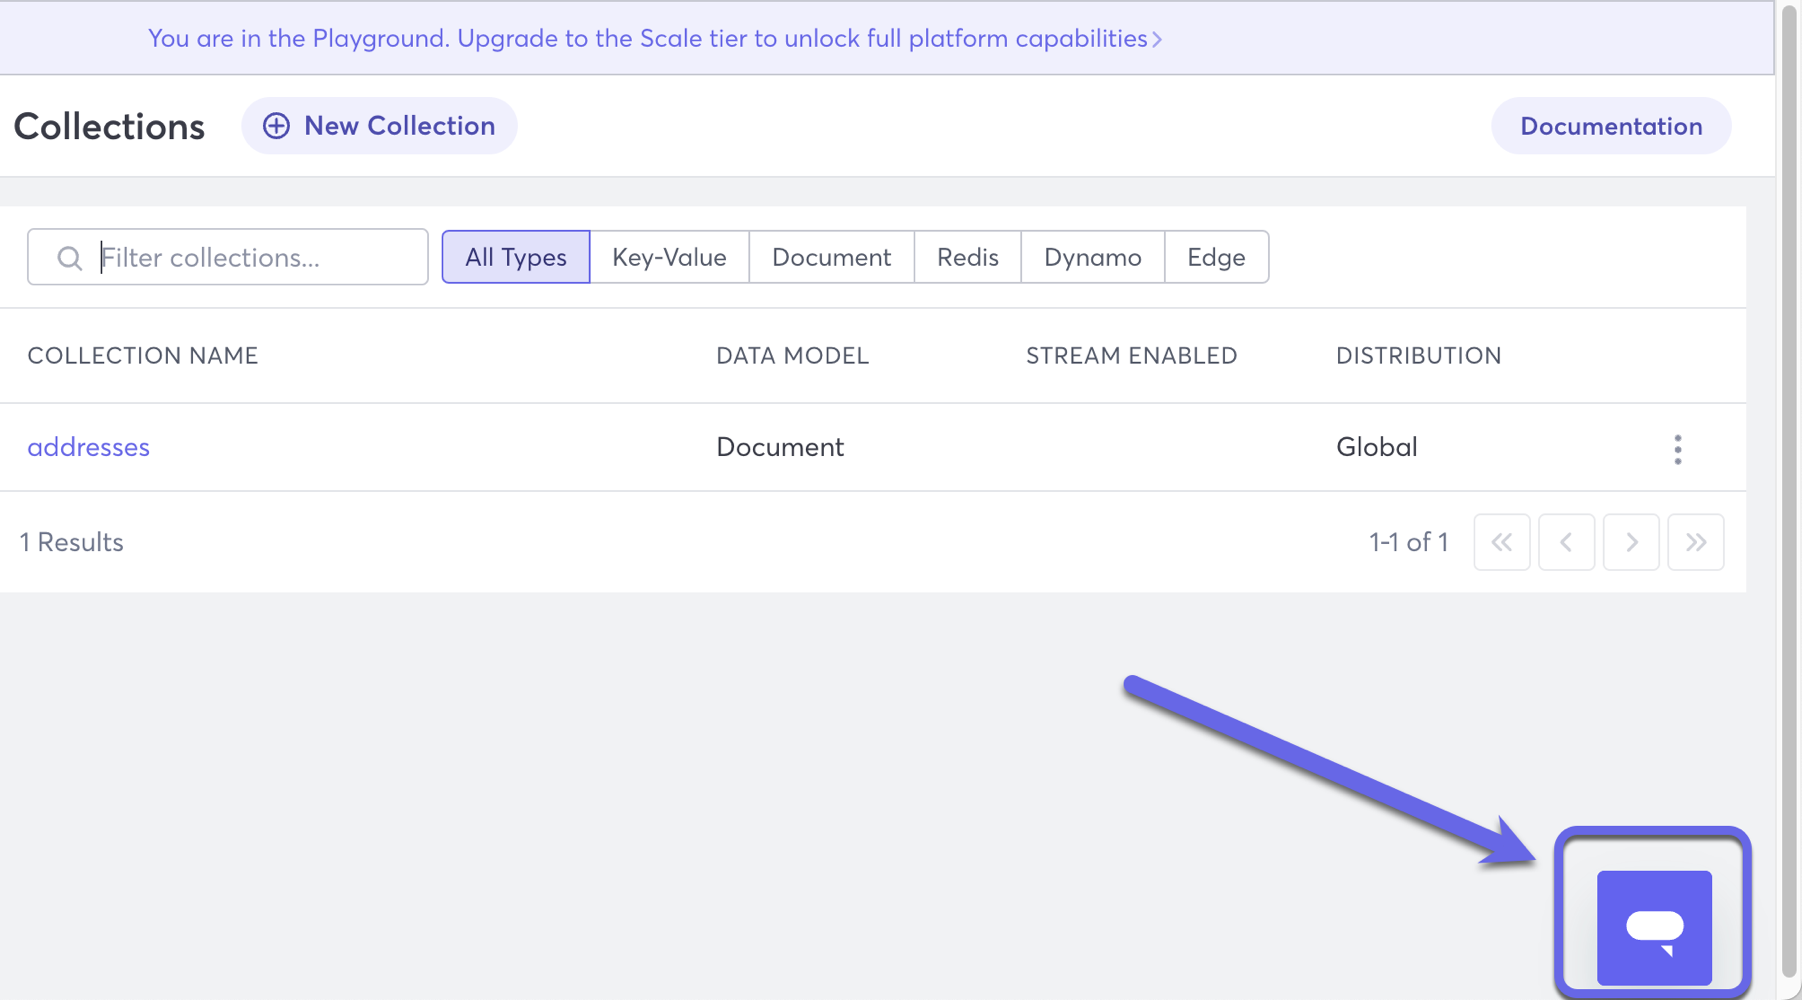 You are in the Playground. Upgrade to the Scale tier to unlock full platform capabilities
Collections
New Collection
Documentation
Filter collections...
All Types
Key-Value
Document
Redis
Dynamo
Edge
COLLECTION NAME
DATA MODEL
STREAM ENABLED
DISTRIBUTION
addresses
Document
Global
1 Results
1-1 of 1